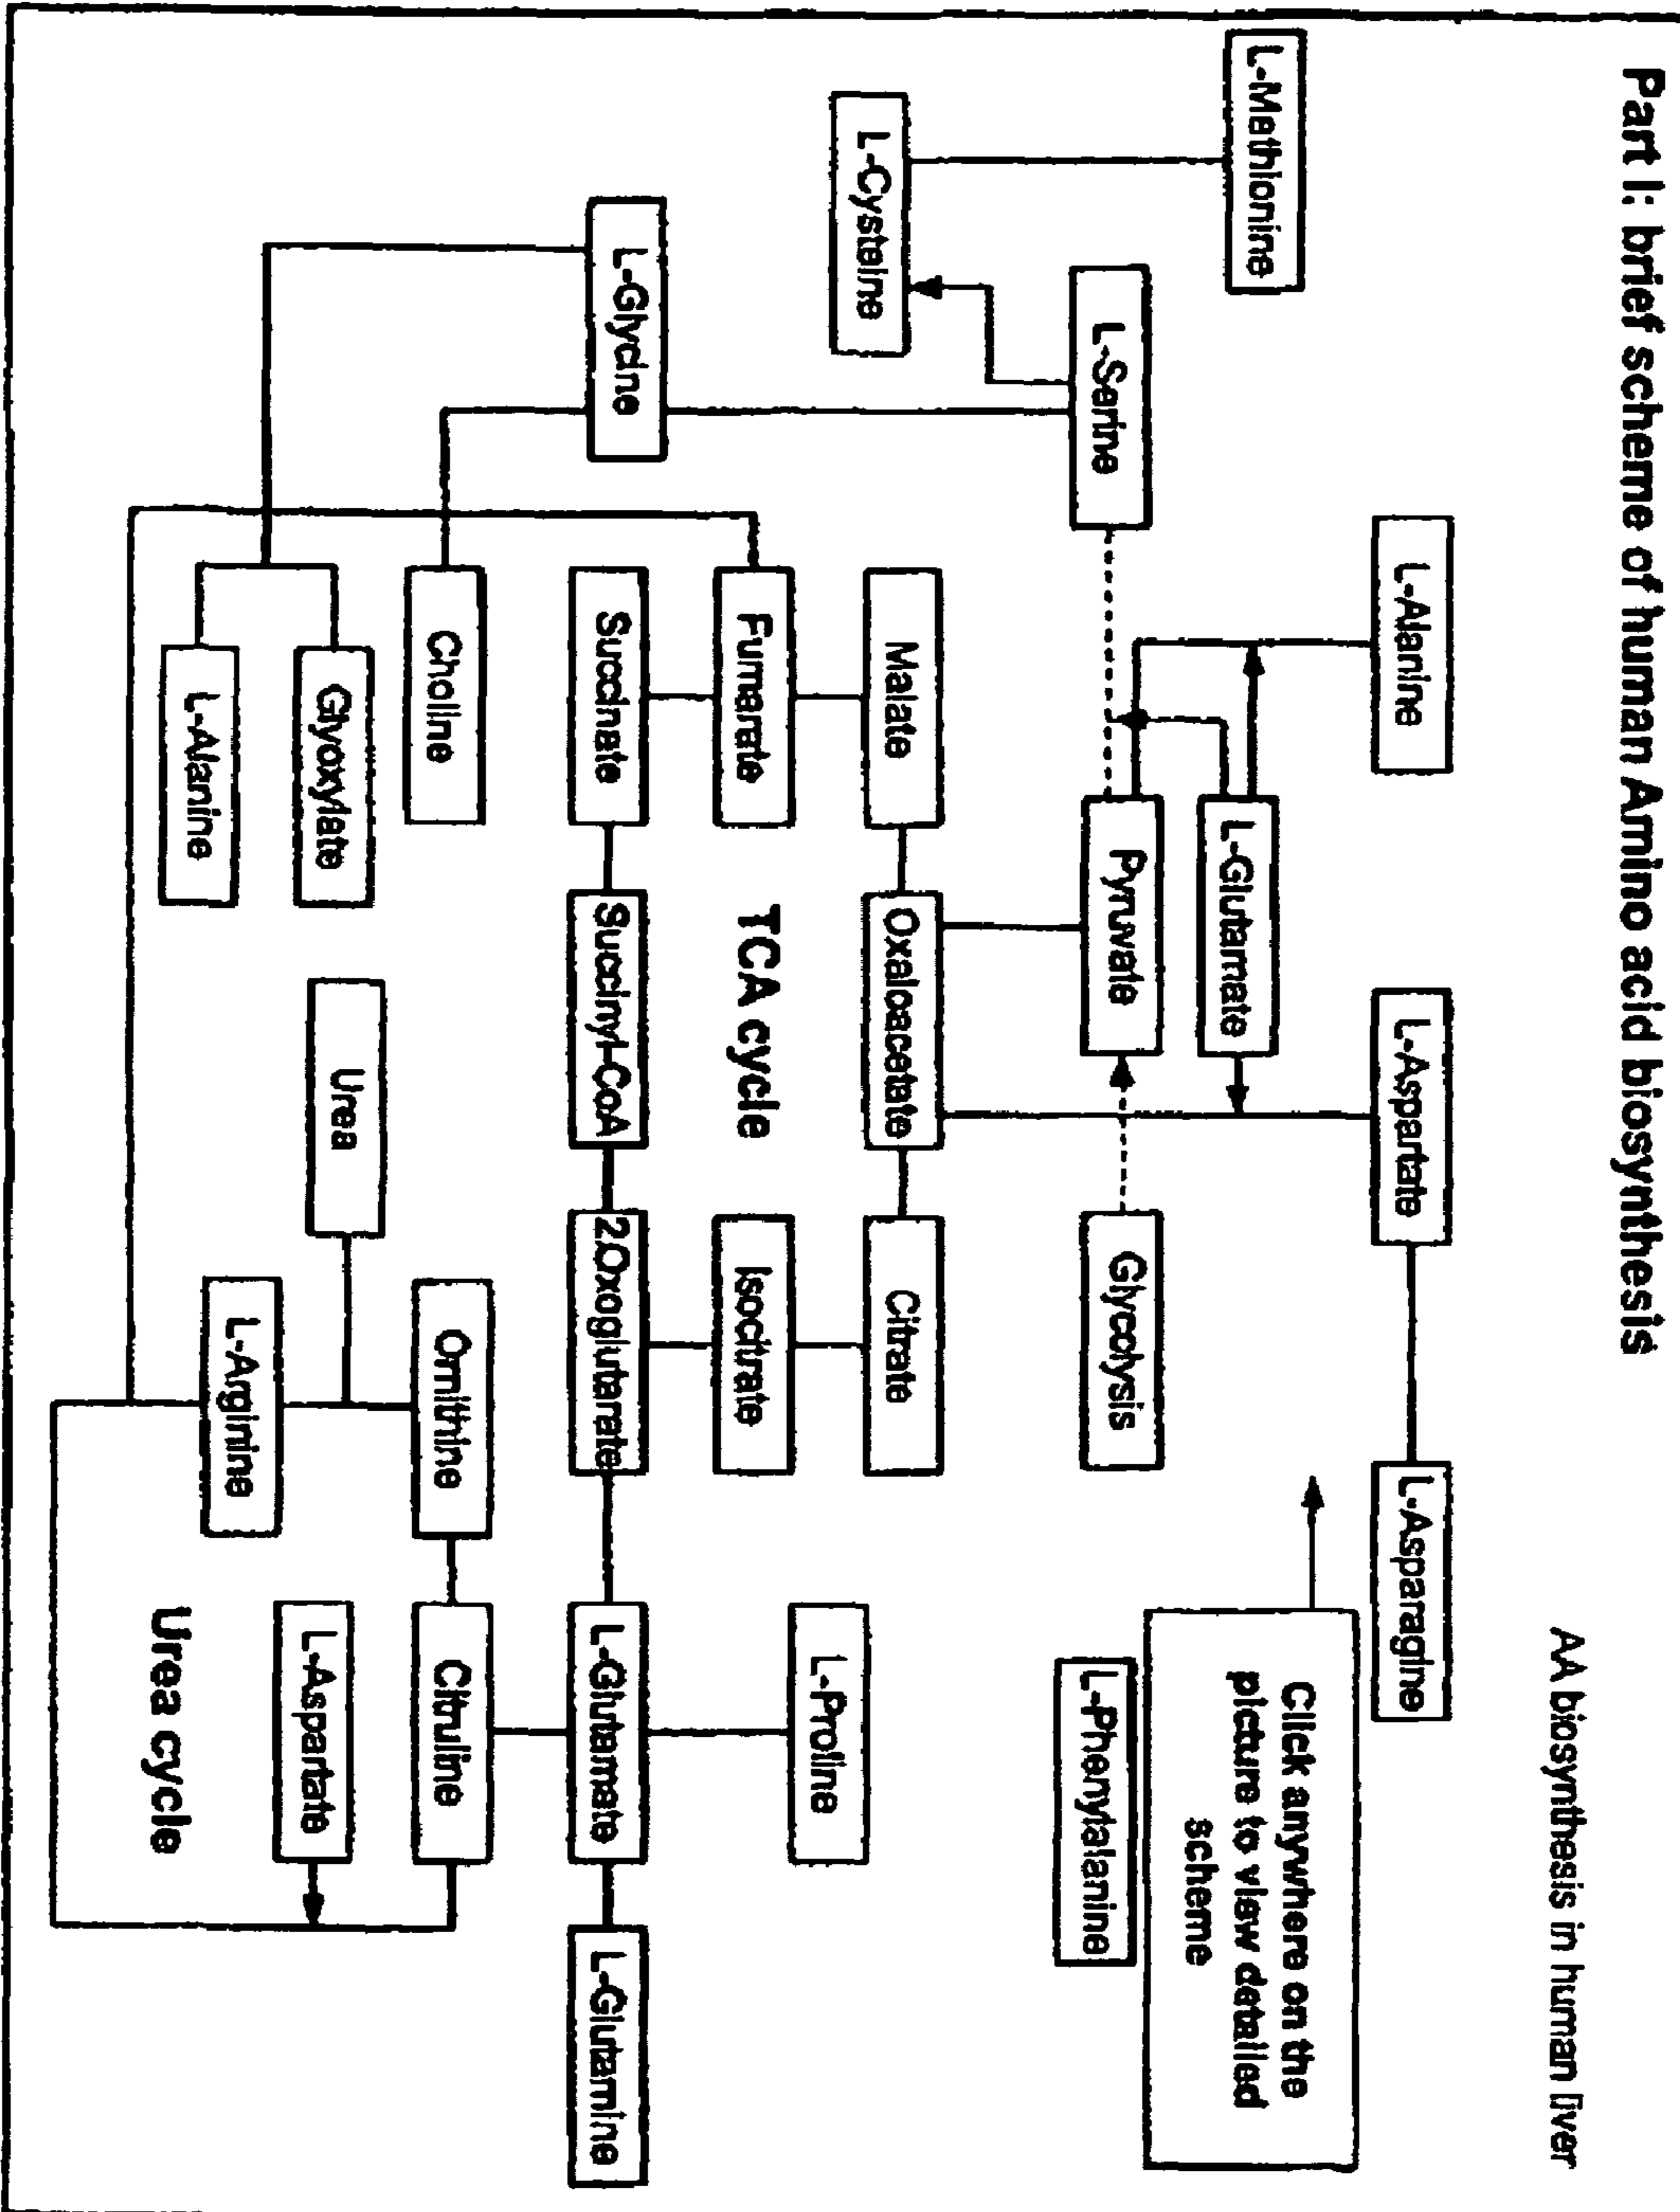 Part I: brief scheme of human Amino acid biosynthesis
AA biosynthesis in human liver
L-Alanine
L-Aspartate
L-Asparagine
L-Methionine
L-Glutamate
Click anywhere on the
picture to view detailed
scheme
L-Serine
Pyruvate
Glycolysis
L-Phenylalanine
L-Cysteine
Malate
Oxaloacetate
Citrate
L-Proline
Fumarate
TCA cycle
Isocitrate
L-Glycine
Succinate
Succinyl-CoA
2Oxoglutarate
L-Glutamate
L-Glutamine
Choline
Ornithine
Citruline
Glyoxylate
Urea
L-Aspartate
L-Alanine
L-Arginine
Urea cycle